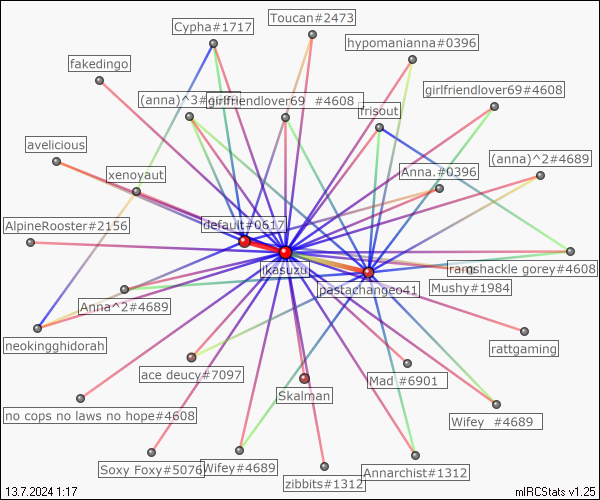 Toucan#2473
Cypha#1717
hypomanianna#0396
fakedingo
girlfriendlover69#4608
(anna)^3#
girlfriendlover69 #4608
frisout
avelicious
(anna)^2#4689
xenoyaut
Anna.#0396
AlpineRooster#2156
default#0617
ikasuzu
ramshackle gorey#4608
pastachangeo41
Mushy#1984
Anna^2#4689
neokingghidorah
rattgaming
ace deucy#7097
Mad #6901
Skalman
no cops no laws no hope#4608
Wifey #4689
Soxy Foxy#5076
Wifey#4689
Annarchist#1312
zibbits#1312
13.7.2024 1:17
mIRCStats v1.25